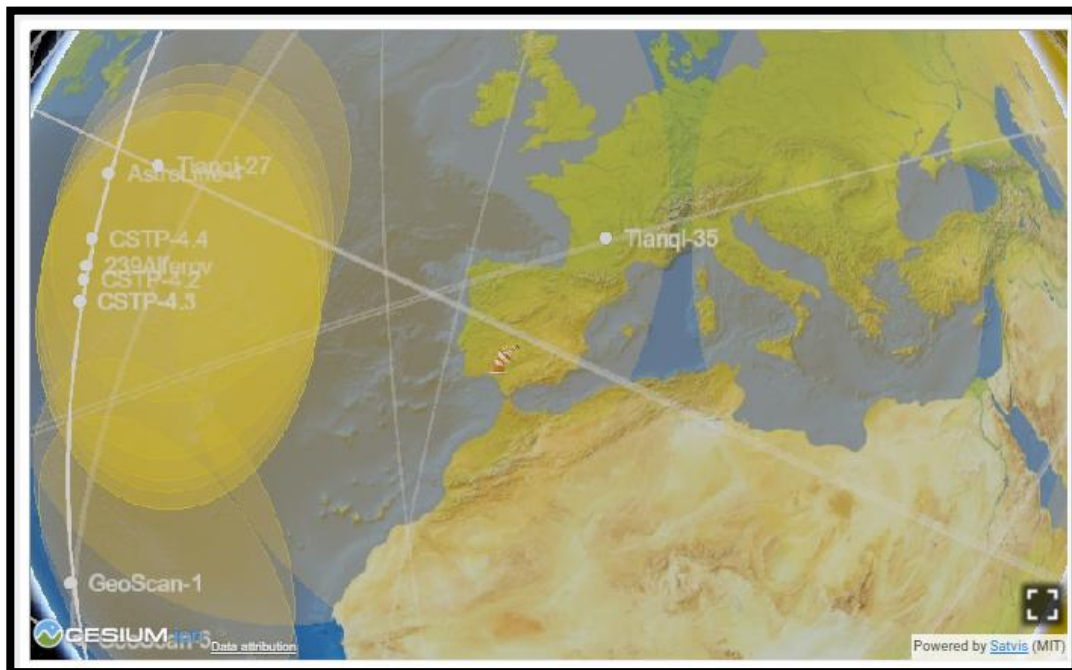 Tianqi-27
CSTP-4.4
CSTP-4.2
CSTP-4.3
Tianqi-35
GeoScan-1
CESIUM ion
Data attribution
Powered by Satvis (MIT)